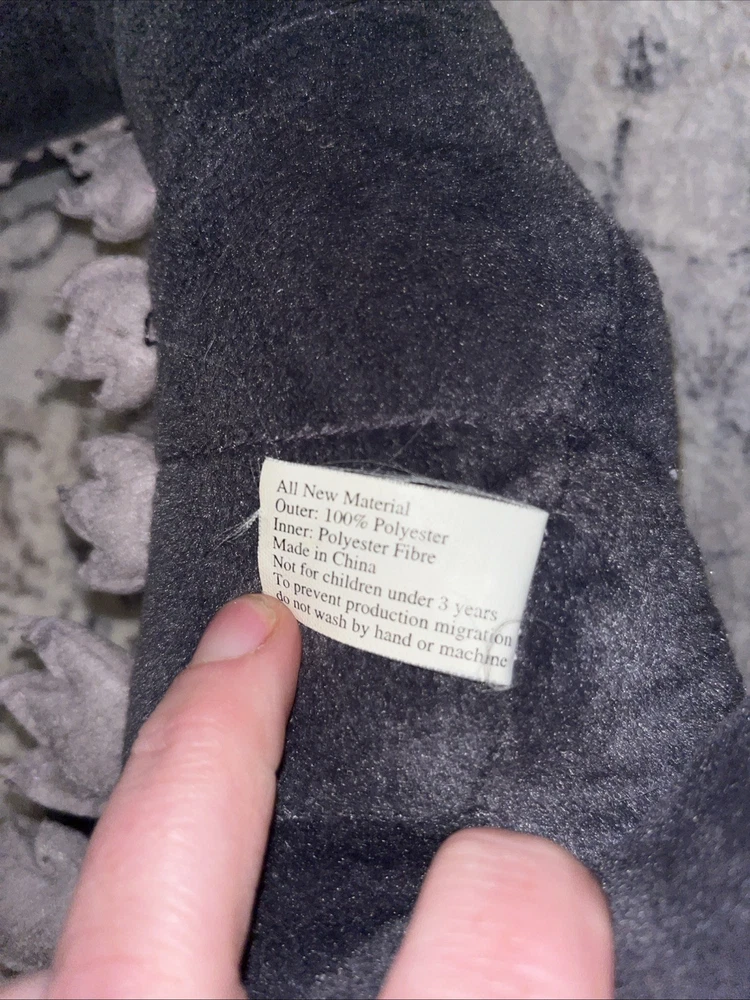 All New Material
Outer: 100% Polyester
Inner: Polyester Fibre
Made in China
Not for children under 3 years
To prevent production migration
do not wash by hand or machine